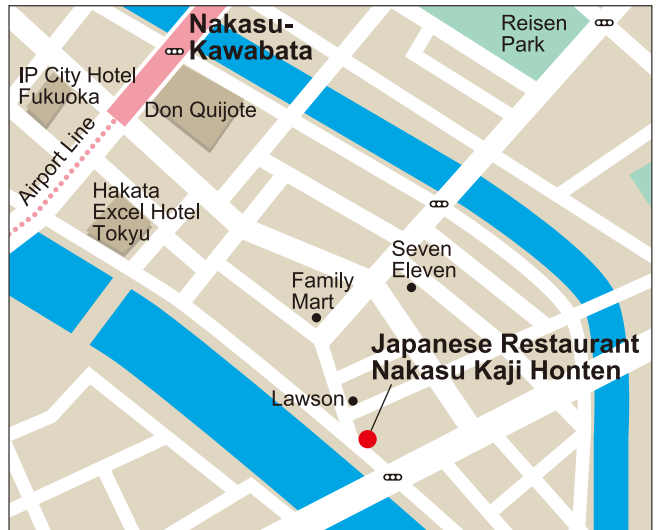 Nakasu-
Kawabata
Reisen
Park
IP City Hotel
Fukuoka
Don Quijote
Airport Line
Hakata
Excel Hotel
Tokyu
Seven
Eleven
Family
Mart
Japanese Restaurant
Nakasu Kaji Honten
Lawson